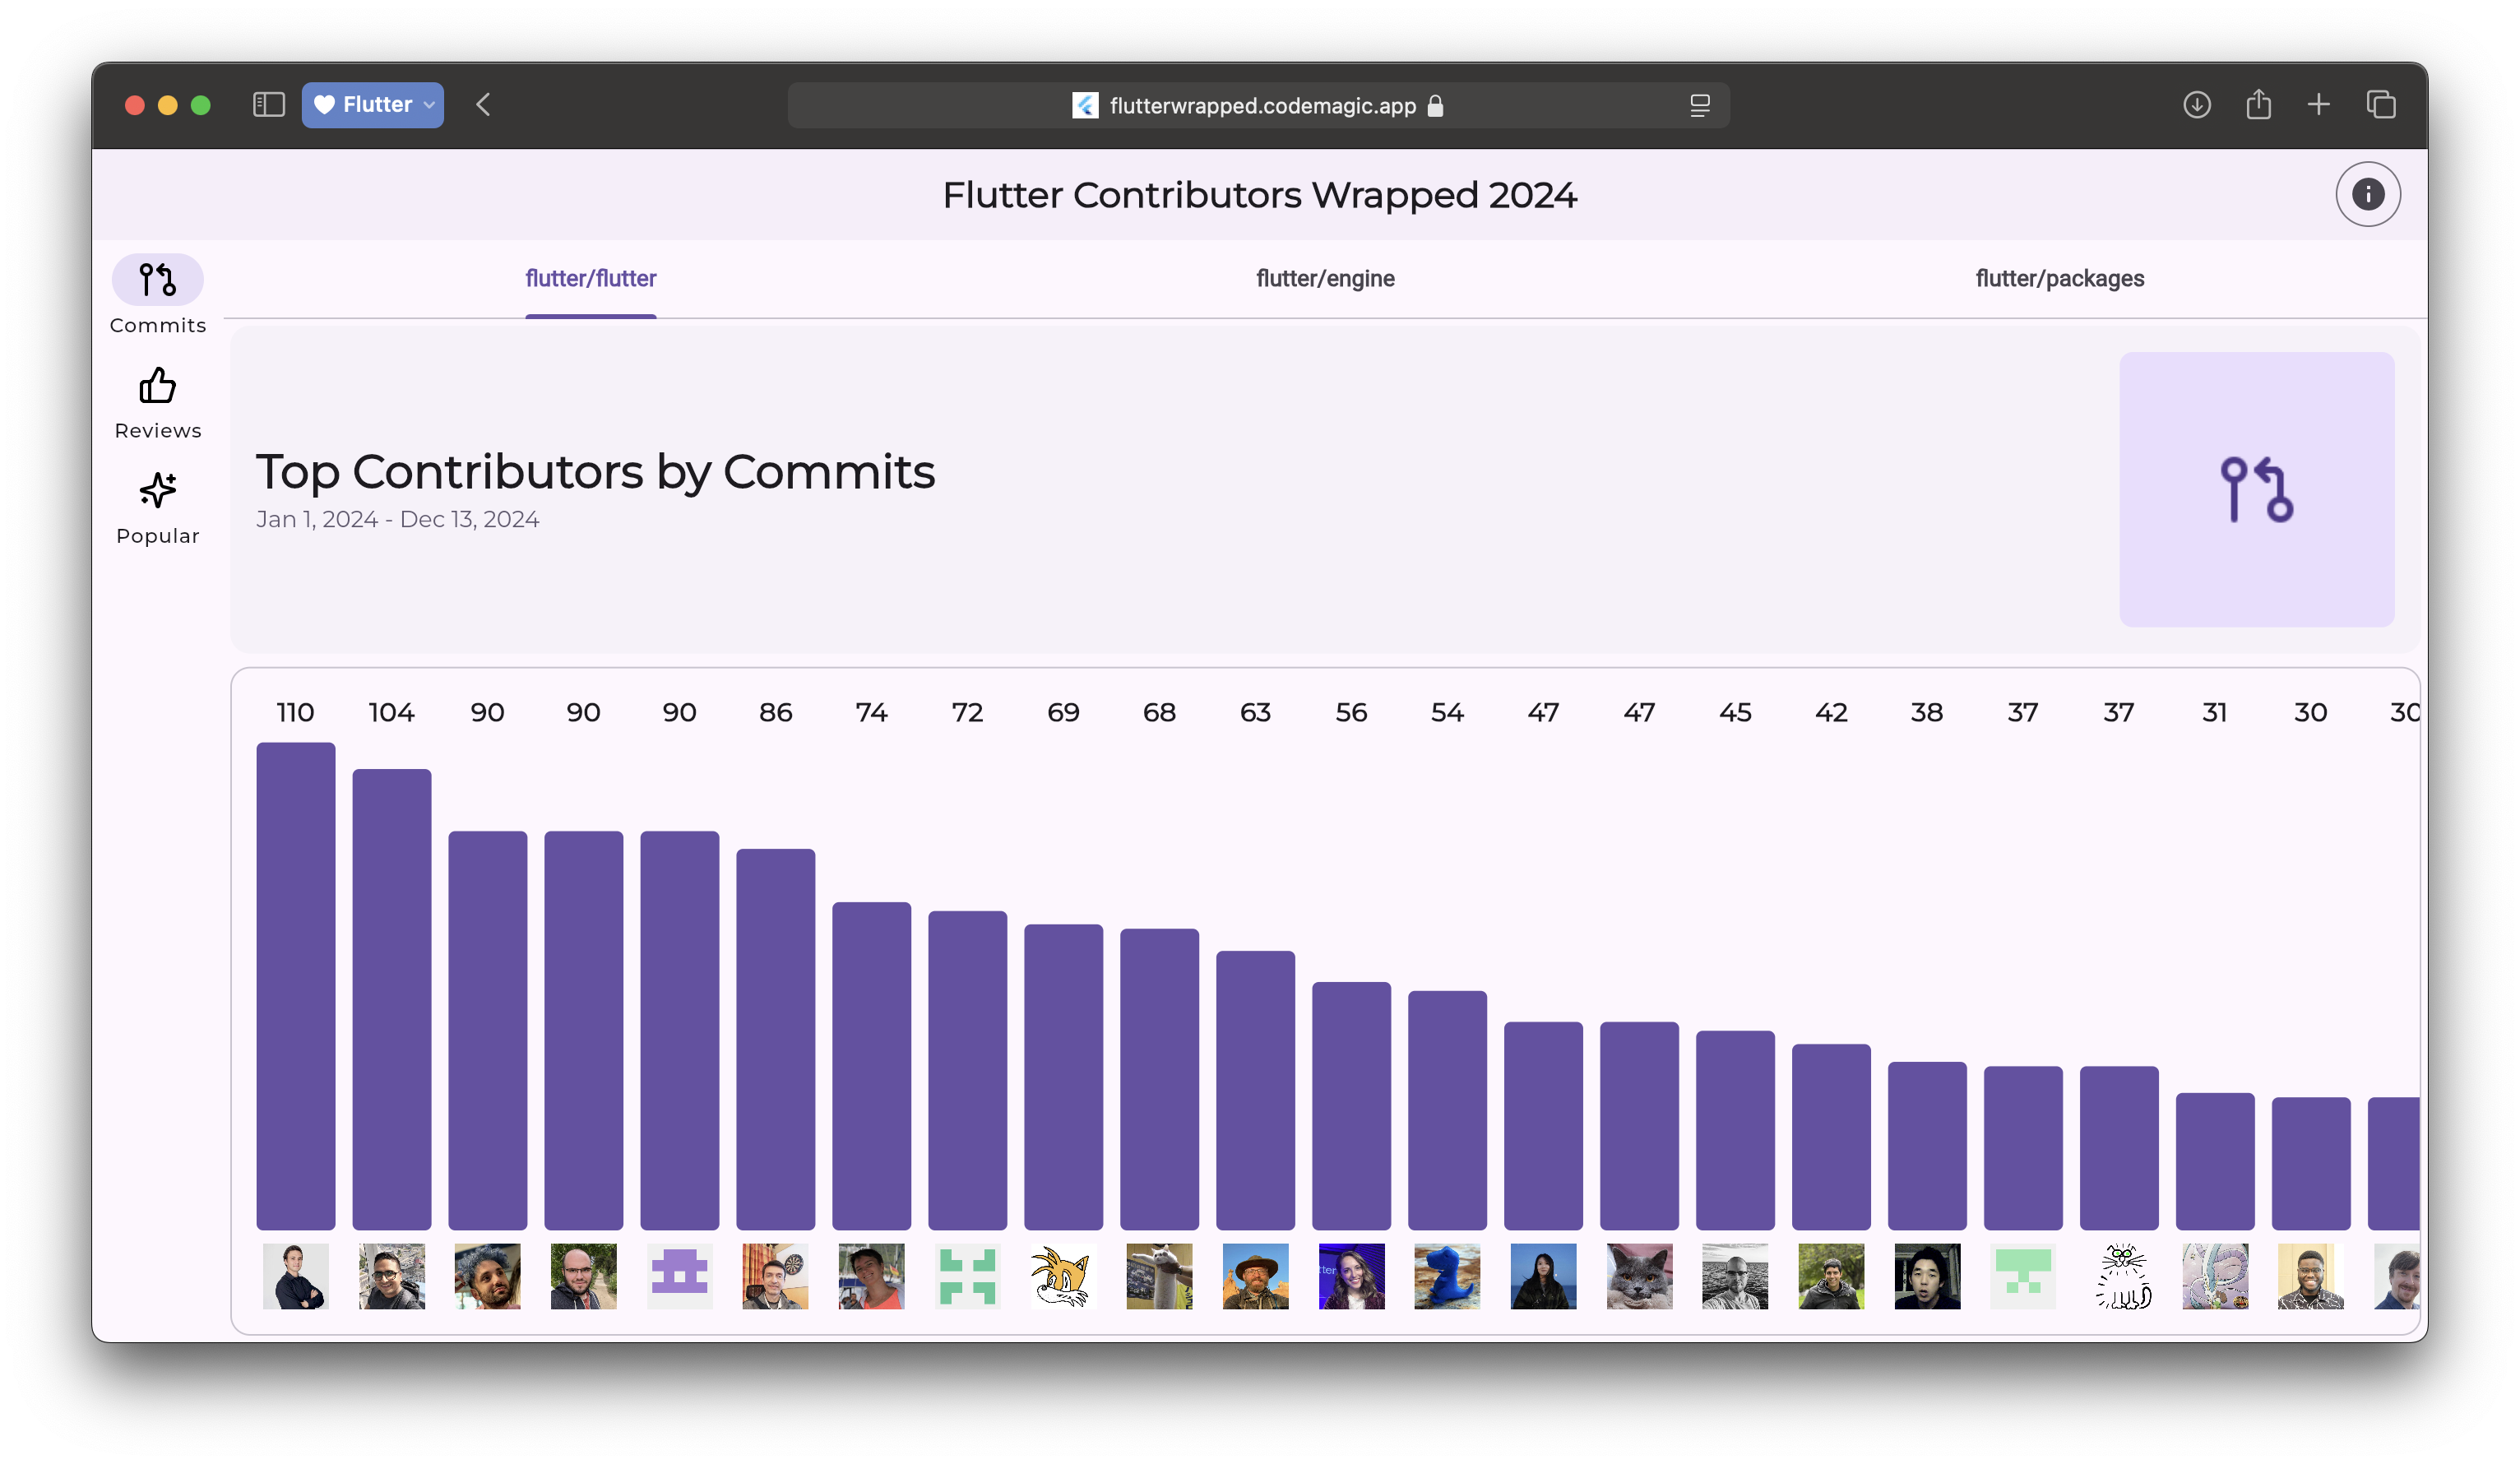 Flutter
flutterwrapped.codemagic.app
Flutter Contributors Wrapped 2024
Commits
Reviews
Popular
flutter/flutter flutter/engine flutter/packages
Top Contributors by Commits
Jan 1, 2024 - Dec 13, 2024
110 104 90 90 90 86 74 72 69 68 63 56 54 47 47 45 42 38 37 37 31 30 30